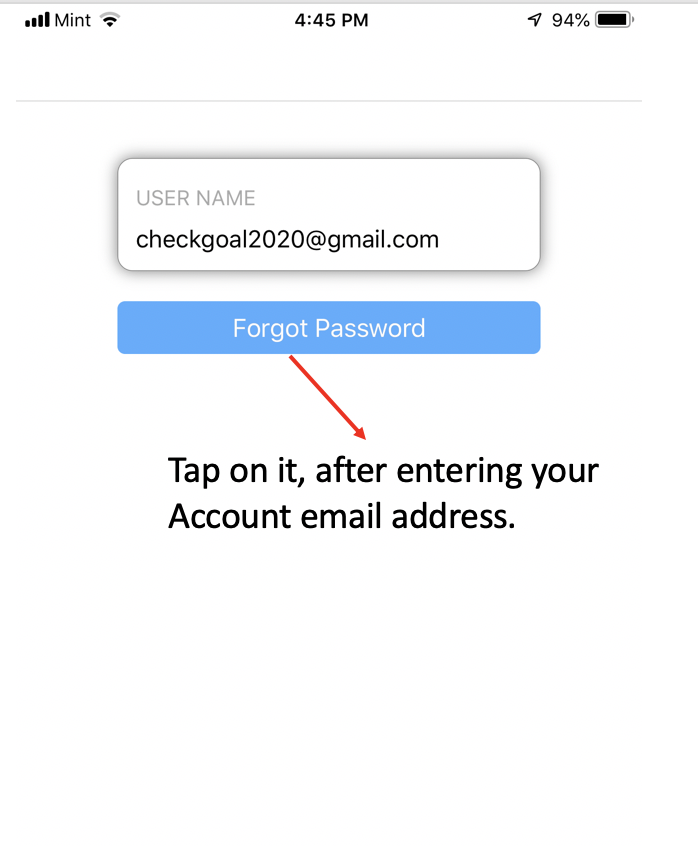 Mint 4:45 PM 94%
USER NAME
checkgoal2020@gmail.com
Forgot Password
Tap on it, after entering your
Account email address.